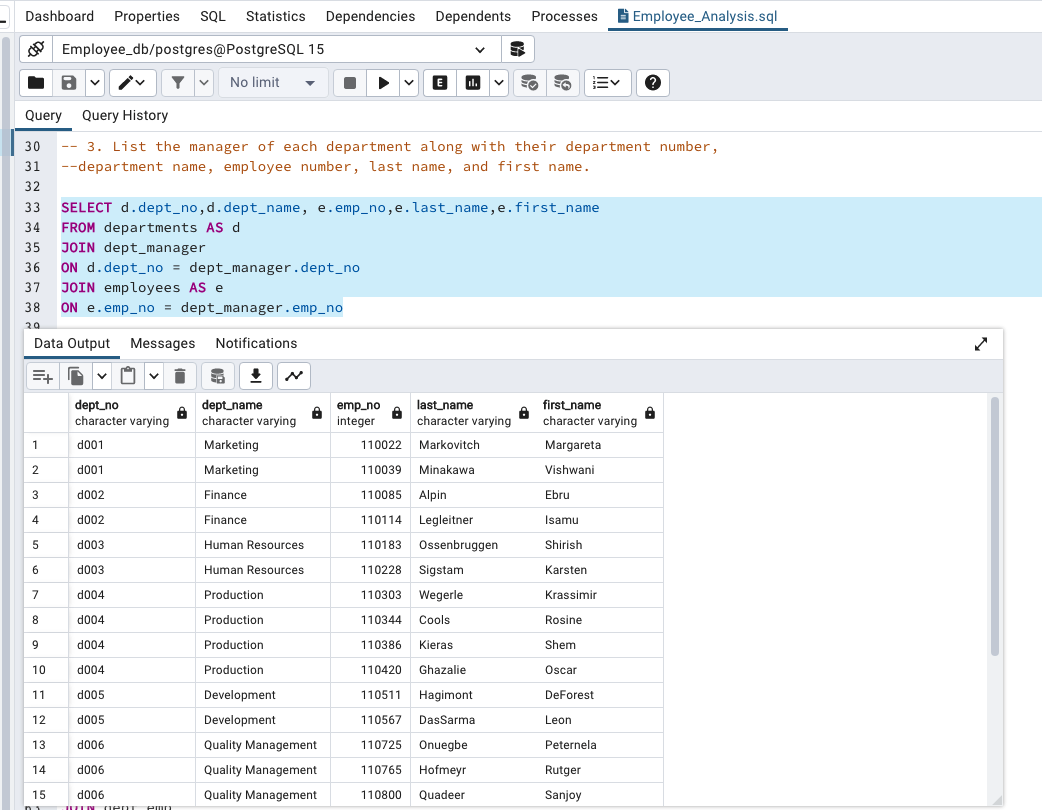 Dashboard Properties SQL Statistics Dependencies Dependents Processes Employee_Analysis.sql
Employee_db/postgres@PostgreSQL 15
No limit E
Query Query History
30 -- 3. List the manager of each department along with their department number,
31 --department name, employee number, last name, and first name.
32
33 SELECT d.dept_no,d.dept_name, e.emp_no,e.last_name,e.first_name
34 FROM departments AS d
35 JOIN dept_manager
36 ON d.dept_no = dept_manager.dept_no
37 JOIN employees AS e
38 ON e.emp_no = dept_manager.emp_no
39
Data Output Messages Notifications
dept_no dept_name emp_no last_name first_name
character varying character varying integer character varying character varying
1 d001 Marketing 110022 Markovitch Margareta
2 d001 Marketing 110039 Minakawa Vishwani
3 d002 Finance 110085 Alpin Ebru
4 d002 Finance 110114 Legleitner Isamu
5 d003 Human Resources 110183 Ossenbruggen Shirish
6 d003 Human Resources 110228 Sigstam Karsten
7 d004 Production 110303 Wegerle Krassimir
8 d004 Production 110344 Cools Rosine
9 d004 Production 110386 Kieras Shem
10 d004 Production 110420 Ghazalie Oscar
11 d005 Development 110511 Hagimont DeForest
12 d005 Development 110567 DasSarma Leon
13 d006 Quality Management 110725 Onuegbe Peternela
14 d006 Quality Management 110765 Hofmeyr Rutger
15 d006 Quality Management 110800 Quadeer Sanjoy